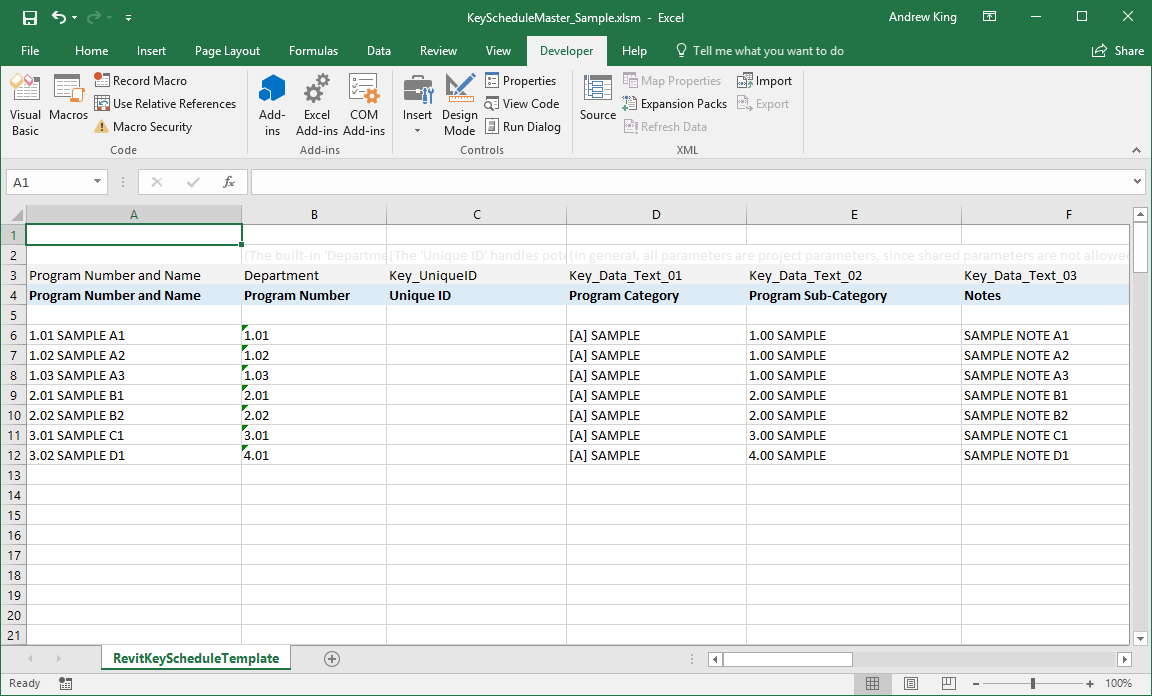 KeyScheduleMaster_Sample.xlsm - Excel
Andrew King
File Home Insert Page Layout Formulas Data Review View Developer Help Tell me what you want to do Share
Visual Basic
Macros
Record Macro
Use Relative References
Macro Security
Code
Add-ins
Excel Add-ins
COM Add-ins
Add-ins
Insert
Design Mode
Properties
View Code
Run Dialog
Controls
Source
Map Properties
Expansion Packs
Refresh Data
Import
Export
XML
A1 fx
A B C D E F
1
2 (The built-in 'Departme (The 'Unique ID' handles pote (In general, all parameters are project parameters, since shared parameters are not allowed
3 Program Number and Name Department Key_UniqueID Key_Data_Text_01 Key_Data_Text_02 Key_Data_Text_03
4 Program Number and Name Program Number Unique ID Program Category Program Sub-Category Notes
5
6 1.01 SAMPLE A1 1.01 [A] SAMPLE 1.00 SAMPLE SAMPLE NOTE A1
7 1.02 SAMPLE A2 1.02 [A] SAMPLE 1.00 SAMPLE SAMPLE NOTE A2
8 1.03 SAMPLE A3 1.03 [A] SAMPLE 1.00 SAMPLE SAMPLE NOTE A3
9 2.01 SAMPLE B1 2.01 [A] SAMPLE 2.00 SAMPLE SAMPLE NOTE B1
10 2.02 SAMPLE B2 2.02 [A] SAMPLE 2.00 SAMPLE SAMPLE NOTE B2
11 3.01 SAMPLE C1 3.01 [A] SAMPLE 3.00 SAMPLE SAMPLE NOTE C1
12 3.02 SAMPLE D1 4.01 [A] SAMPLE 4.00 SAMPLE SAMPLE NOTE D1
13
14
15
16
17
18
19
20
21
RevitKeyScheduleTemplate
Ready 100%